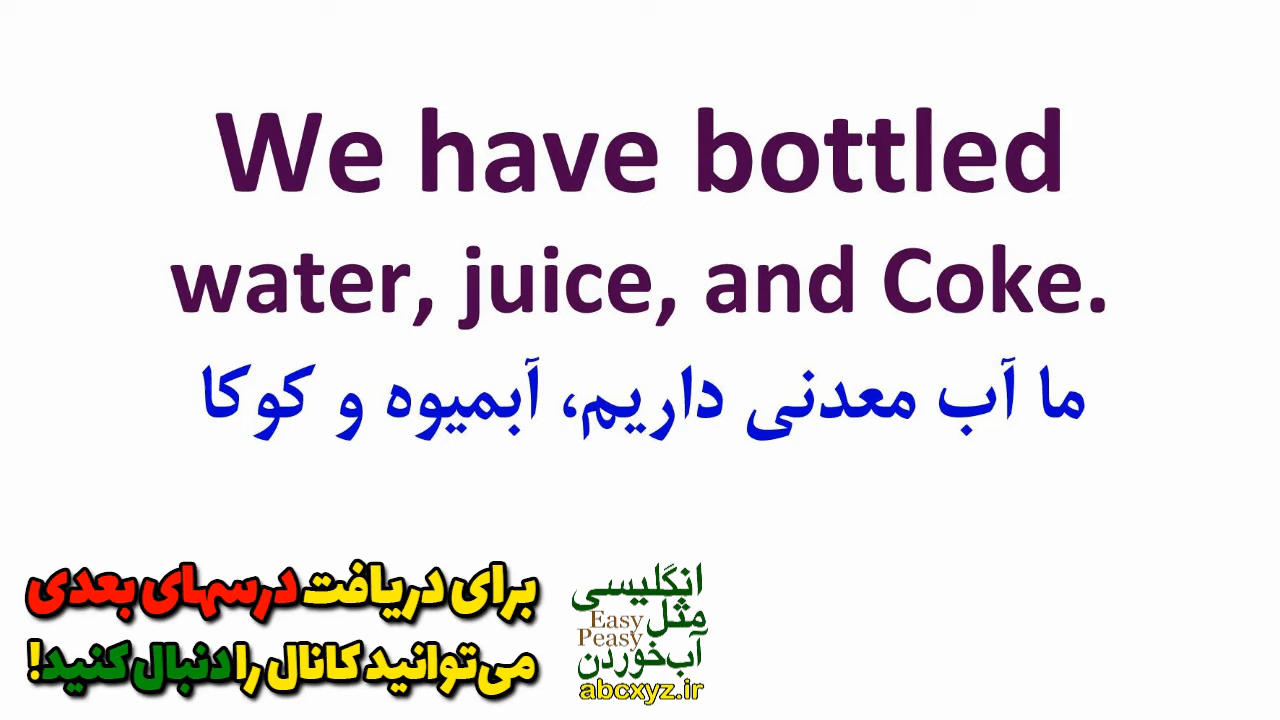 We have bottled
water, juice, and Coke.
ما آب معدنی داریم، آبمیوه و کوکا
برای دریافت درسهای بعدی
می‌توانید کانال را دنبال کنید!
انگلیسی
مثل
Easy
Peasy
آب‌خوردن
abcxyz.ir